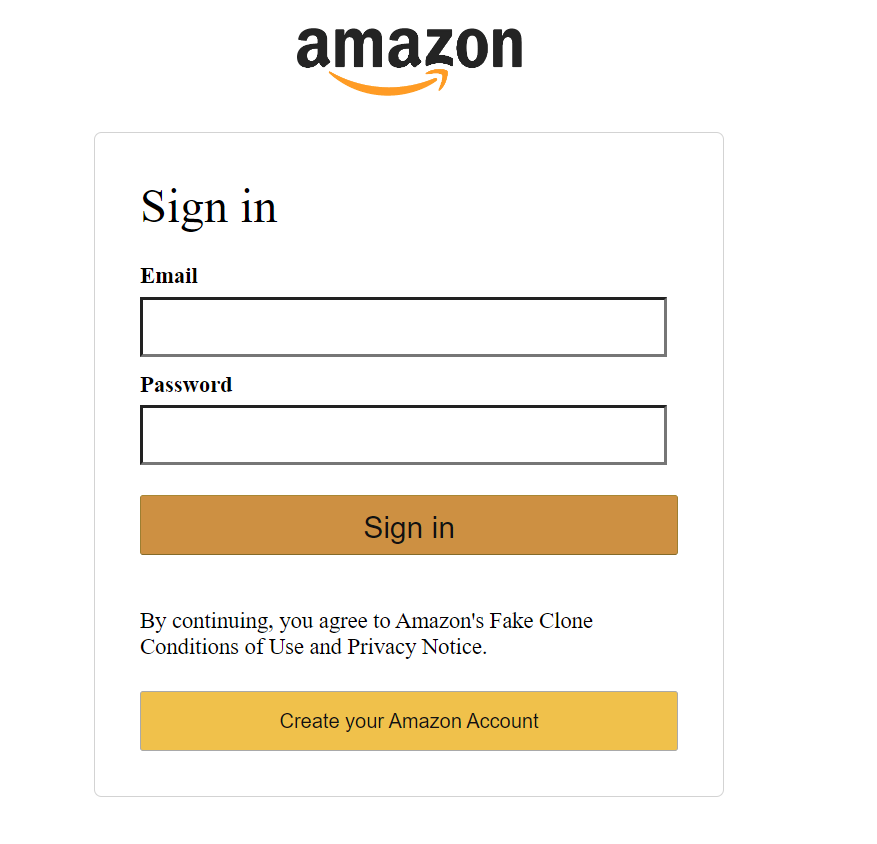 amazon
Sign in
Email
Password
Sign in
By continuing, you agree to Amazon's Fake Clone
Conditions of Use and Privacy Notice.
Create your Amazon Account